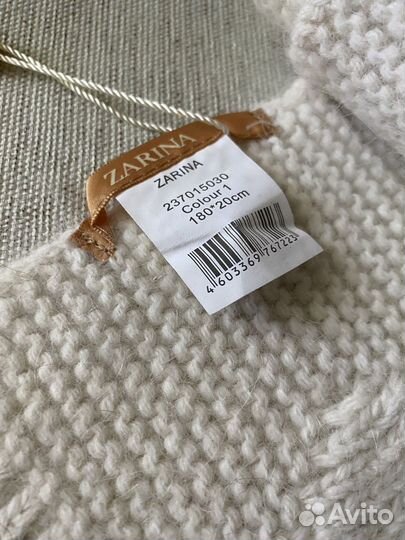 ZARINA
ZARINA
237015030
Colour 1
180*20cm
4 603369 767223
Avito